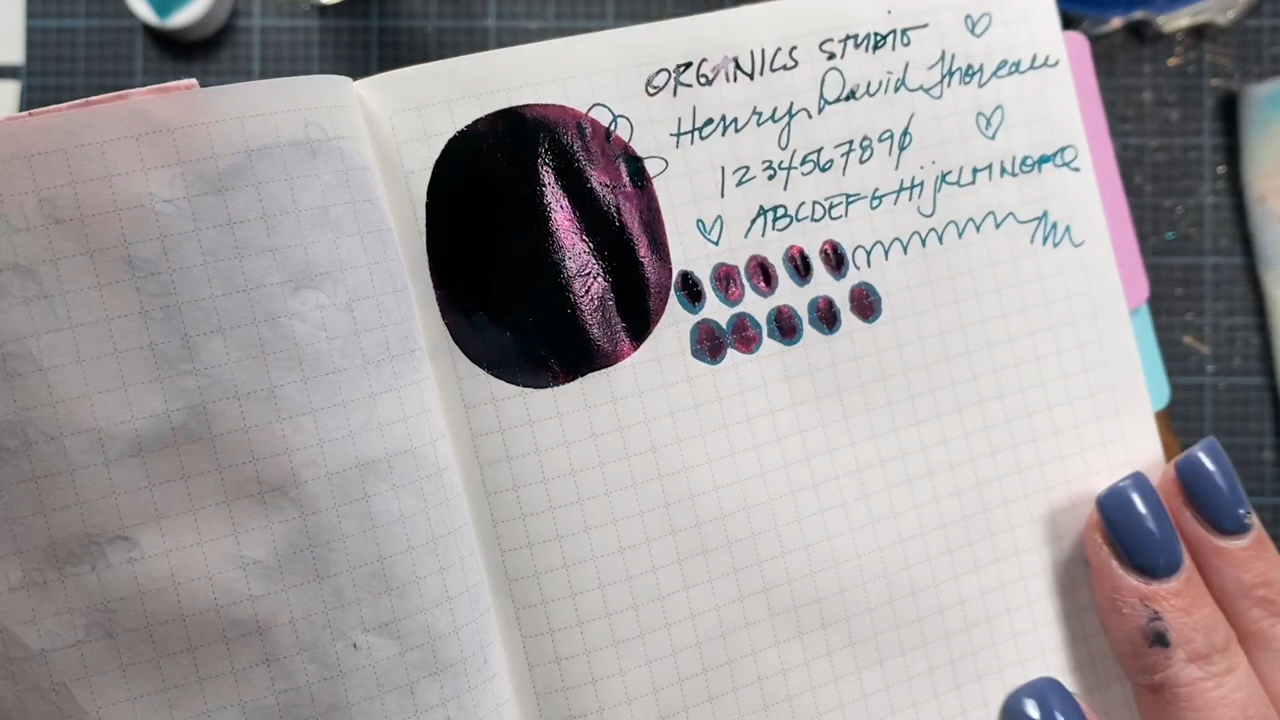 ORGANICS STUDIO
Henry David Thoreau
1234567890
ABCDEFGHIJKLMNOPQ